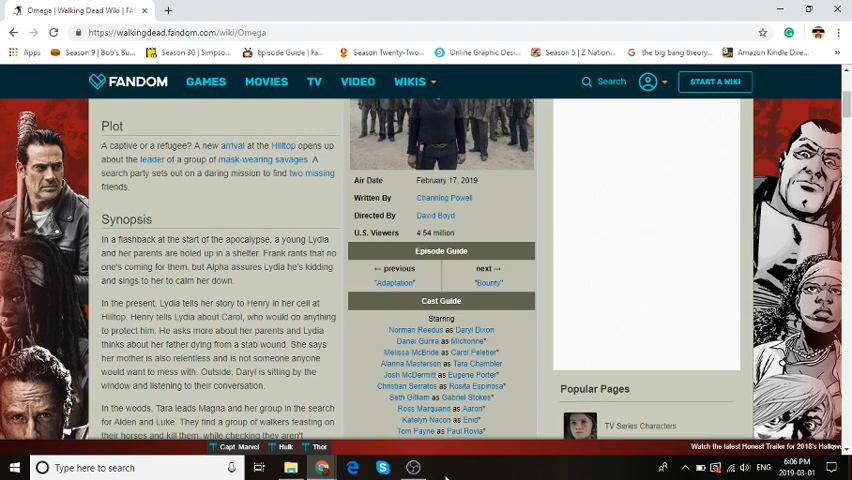 Omega | Walking Dead Wiki | FA
https://walkingdead.fandom.com/wiki/Omega
Apps
Season 9 | Bob's Bu...
Season 30 | Simpso...
Episode Guide | Fa...
Season Twenty-Two...
Online Graphic Des...
Season 5 | Z Nation...
the big bang theory...
Amazon Kindle Dire...
FANDOM
GAMES
MOVIES
TV
VIDEO
WIKIS
Search
START A WIKI
Plot
A captive or a refugee? A new arrival at the Hilltop opens up
about the leader of a group of mask-wearing savages. A
search party sets out on a daring mission to find two missing
friends.
Synopsis
In a flashback at the start of the apocalypse, a young Lydia
and her parents are holed up in a shelter. Frank rants that no
one's coming for them, but Alpha assures Lydia he's kidding
and sings to her to calm her down.
In the present, Lydia tells her story to Henry in her cell at
Hilltop. Henry tells Lydia about Carol, who would do anything
to protect him. He asks more about her parents and Lydia
thinks about her father dying from a stab wound. She says
her mother is also relentless and is not someone anyone
would want to mess with. Outside, Daryl is sitting by the
window and listening to their conversation.
In the woods, Tara leads Magna and her group in the search
for Alden and Luke. They find a group of walkers feasting on
their horses and kill them, while checking they aren't
Air Date February 17, 2019
Written By Channing Powell
Directed By David Boyd
U.S. Viewers 4.54 million
Episode Guide
← previous next →
"Adaptation" "Bounty"
Cast Guide
Starring
Norman Reedus as Daryl Dixon
Danai Gurira as Michonne*
Melissa McBride as Carol Peletier*
Alanna Masterson as Tara Chambler
Josh McDermitt as Eugene Porter*
Christian Serratos as Rosita Espinosa*
Seth Gilliam as Gabriel Stokes*
Ross Marquand as Aaron*
Katelyn Nacon as Enid*
Tom Payne as Paul Rovia*
Popular Pages
TV Series Characters
Capt. Marvel
Hulk
Thor
Watch the latest Honest Trailer for 2018's Hallowe
Type here to search
ENG
6:06 PM
2019-03-01